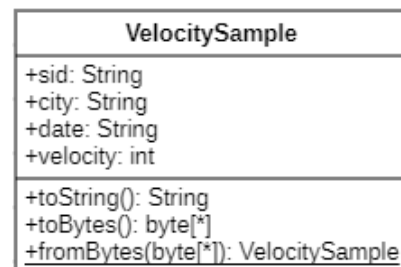 VelocitySample
+sid: String
+city: String
+date: String
+velocity: int
+toString(): String
+toBytes(): byte[*]
+fromBytes(byte[*]): VelocitySample